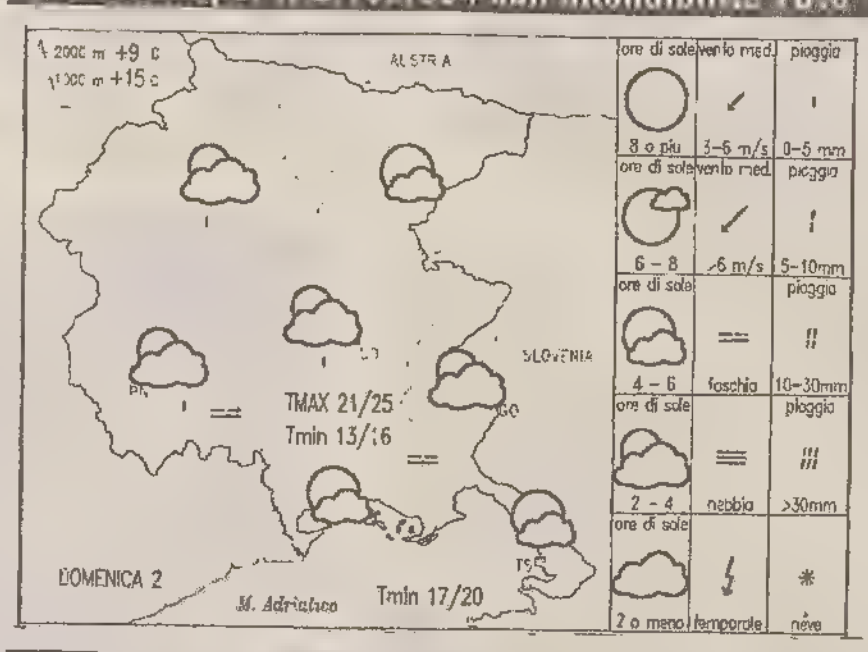 2000 m +9 C
1000 m +15 C
AUSTRIA
UD
SLOVENIA
PN
TMAX 21/25
GO
Tmin 13/16
TS
DOMENICA 2
M. Adriatico
Tmin 17/20
ore di sole vento med. pioggia
8 o piu 3-6 m/s 0-5 mm
ore di sole vento med. pioggia
6 - 8 >6 m/s 5-10mm
ore di sole pioggia
4 - 6 foschia 10-30mm
ore di sole pioggia
2 - 4 nebbia >30mm
ore di sole
2 o meno temporale neve